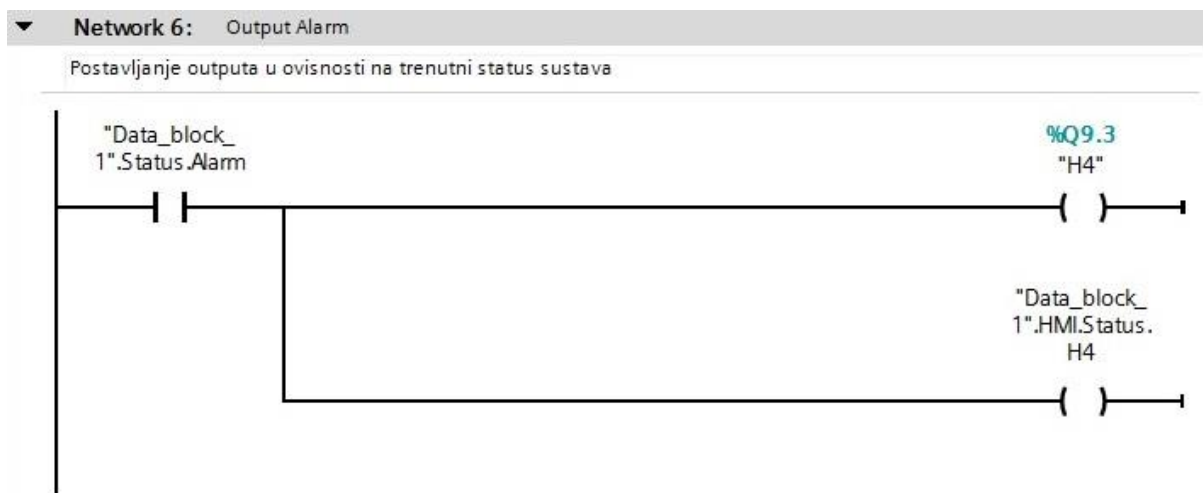 Network 6: Output Alarm
Postavljanje outputa u ovisnosti na trenutni status sustava
"Data_block_
1".Status.Alarm
%Q9.3
"H4"
"Data_block_
1".HMI.Status.
H4